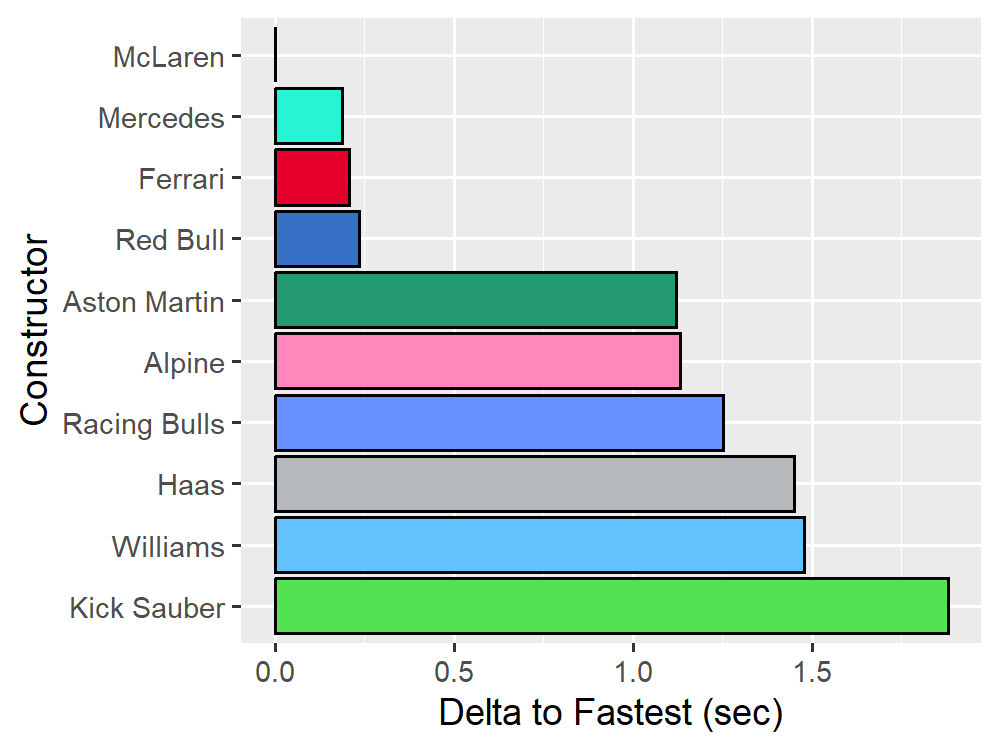 McLaren
Mercedes
Ferrari
Red Bull
Aston Martin
Alpine
Racing Bulls
Haas
Williams
Kick Sauber
Constructor
0.0 0.5 1.0 1.5
Delta to Fastest (sec)